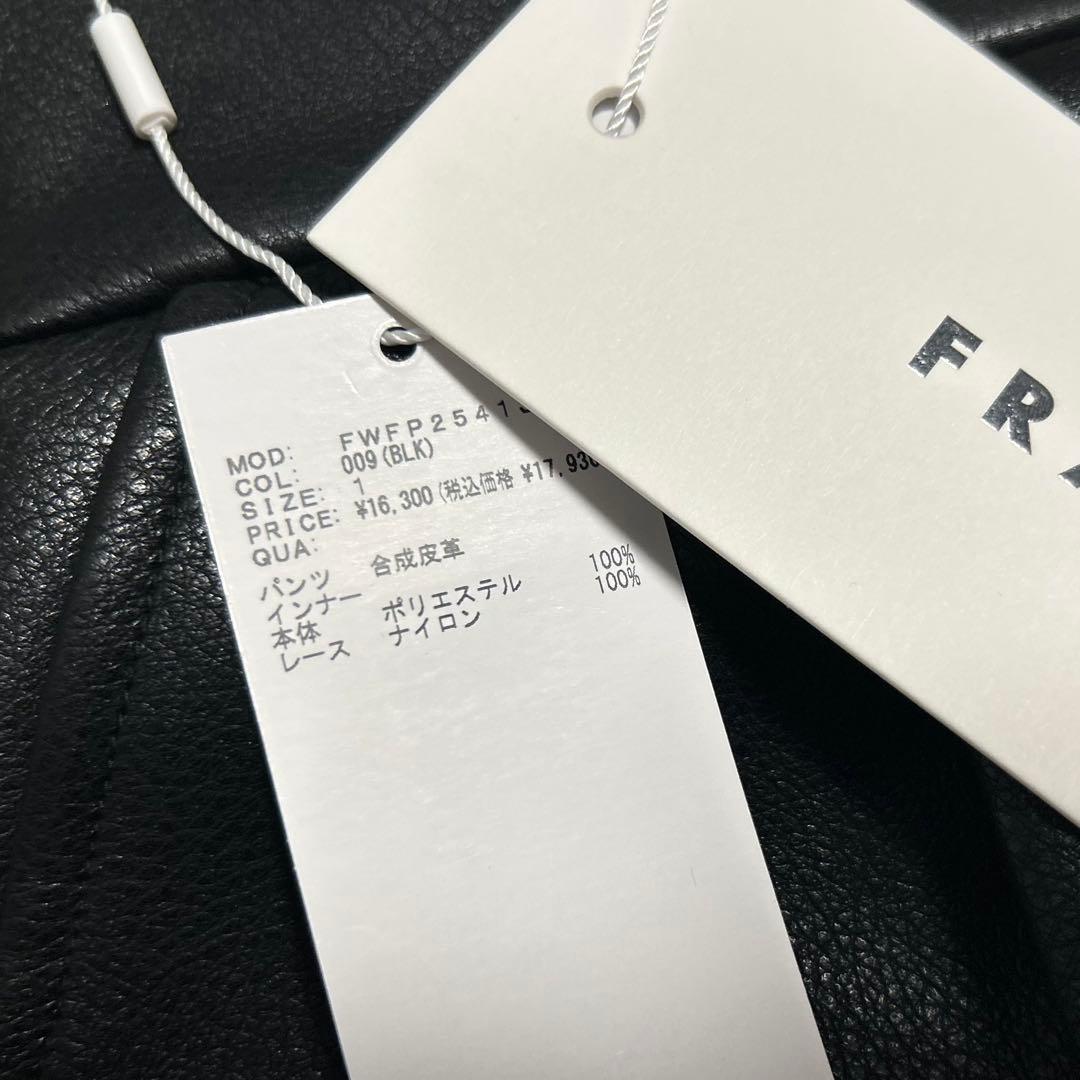 MOD: FWFP2541
COL: 009(BLK)
SIZE: 1
PRICE: ¥16,300(税込価格 ¥17,930
QUA:
パンツ 合成皮革
インナー
本体 ポリエステル 100%
レース ナイロン 100%
FRA